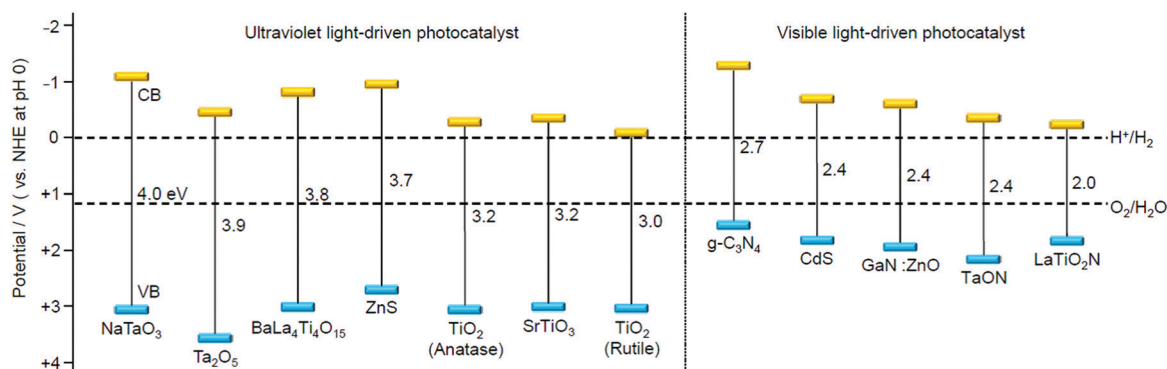 Potential / V ( vs. NHE at pH 0)
−2
−1
0
+1
+2
+3
+4
Ultraviolet light-driven photocatalyst
Visible light-driven photocatalyst
CB
VB
4.0 eV
NaTaO₃
3.9
Ta₂O₅
3.8
BaLa₄Ti₄O₁₅
3.7
ZnS
3.2
TiO₂
(Anatase)
3.2
SrTiO₃
3.0
TiO₂
(Rutile)
2.7
g-C₃N₄
2.4
CdS
2.4
GaN :ZnO
2.4
TaON
2.0
LaTiO₂N
H⁺/H₂
O₂/H₂O